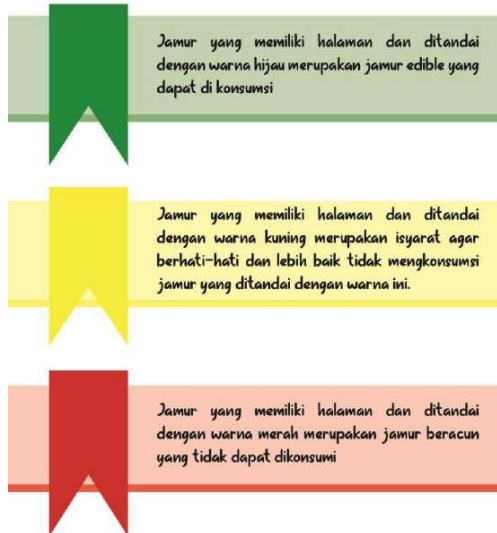 Jamur yang memiliki halaman dan ditandai
dengan warna hijau merupakan jamur edible yang
dapat di konsumsi
Jamur yang memiliki halaman dan ditandai
dengan warna kuning merupakan isyarat agar
berhati-hati dan lebih baik tidak mengkonsumsi
jamur yang ditandai dengan warna ini.
Jamur yang memiliki halaman dan ditandai
dengan warna merah merupakan jamur beracun
yang tidak dapat dikonsumi